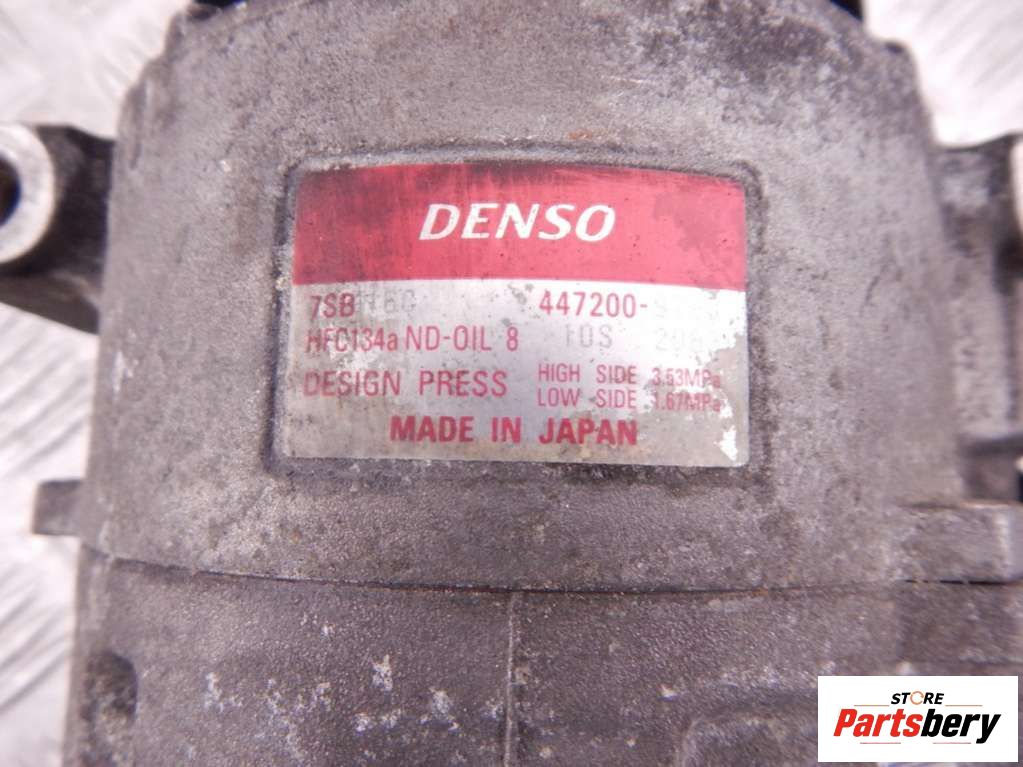 DENSO
7SB 447200-
HFC134a ND-OIL 8
DESIGN PRESS HIGH SIDE 3.53MPa
LOW SIDE 1.67MPa
MADE IN JAPAN
STORE
Partsbery